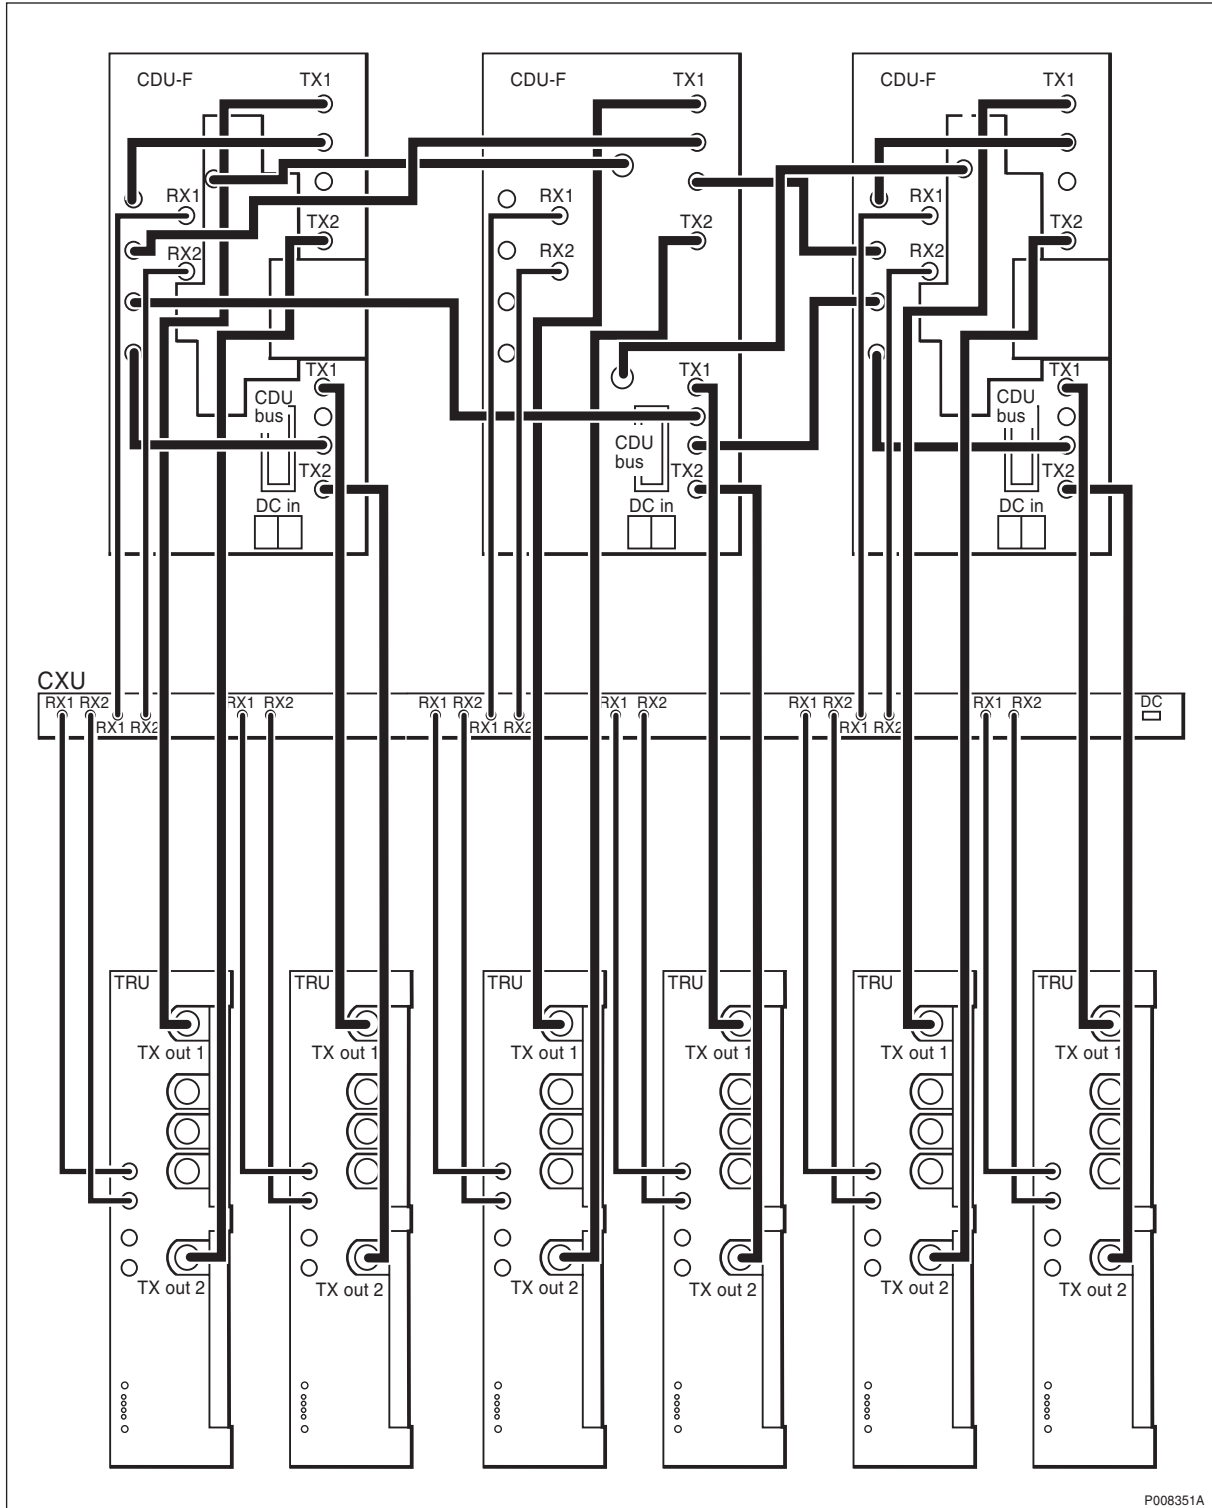 CDU-F TX1 CDU-F TX1 CDU-F TX1
RX1 RX1 RX1
TX2 TX2 TX2
RX2 RX2 RX2
TX1 TX1 TX1
CDU CDU
bus bus
CDU
bus
TX2 TX2 TX2
DC in DC in DC in
CXU
RX1 RX2 RX1 RX2 RX1 RX2 RX1 RX2 RX1 RX2 RX1 RX2 DC
RX1 RX2 RX1 RX2 RX1 RX2
TRU TRU TRU TRU TRU TRU
TX out 1 TX out 1 TX out 1 TX out 1 TX out 1 TX out 1
TX out 2 TX out 2 TX out 2 TX out 2 TX out 2 TX out 2
P008351A